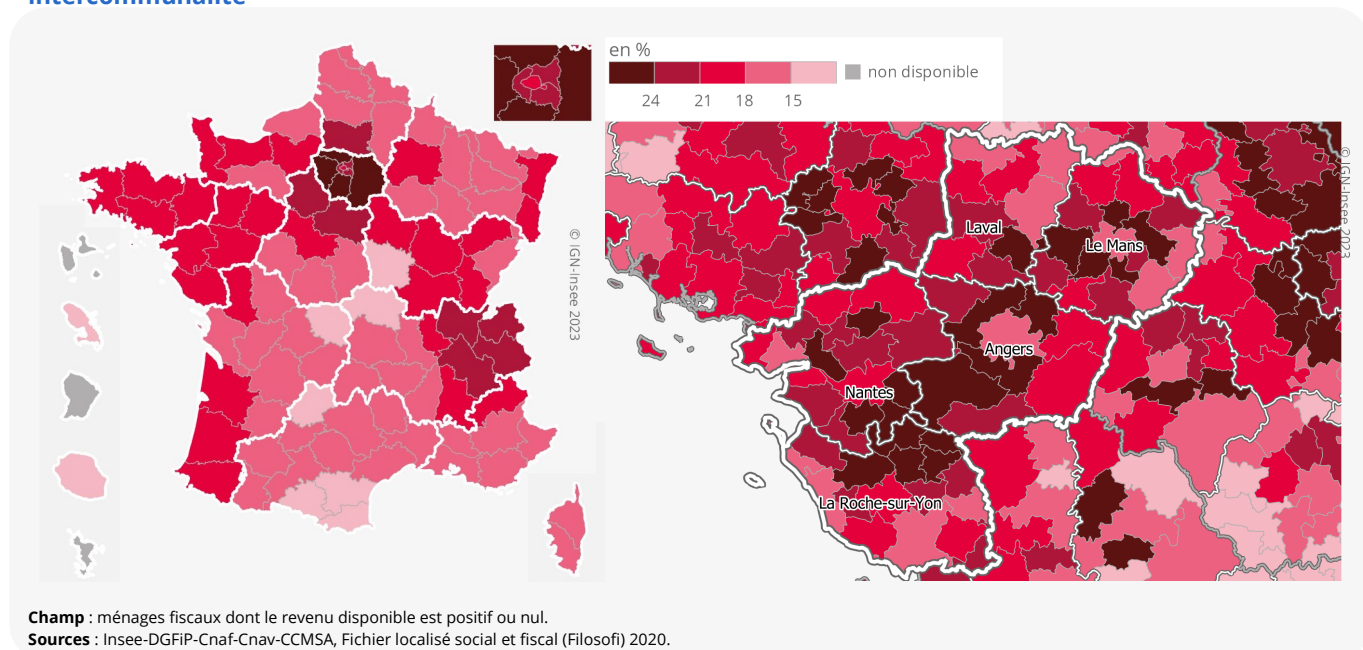 intercommunalité
en %
non disponible
24 21 18 15
© IGN-Insee 2023
© IGN-Insee 2023
Laval
Le Mans
Angers
Nantes
La Roche-sur-Yon
Champ : ménages fiscaux dont le revenu disponible est positif ou nul.
Sources : Insee-DGFiP-Cnaf-Cnav-CCMSA, Fichier localisé social et fiscal (Filosofi) 2020.